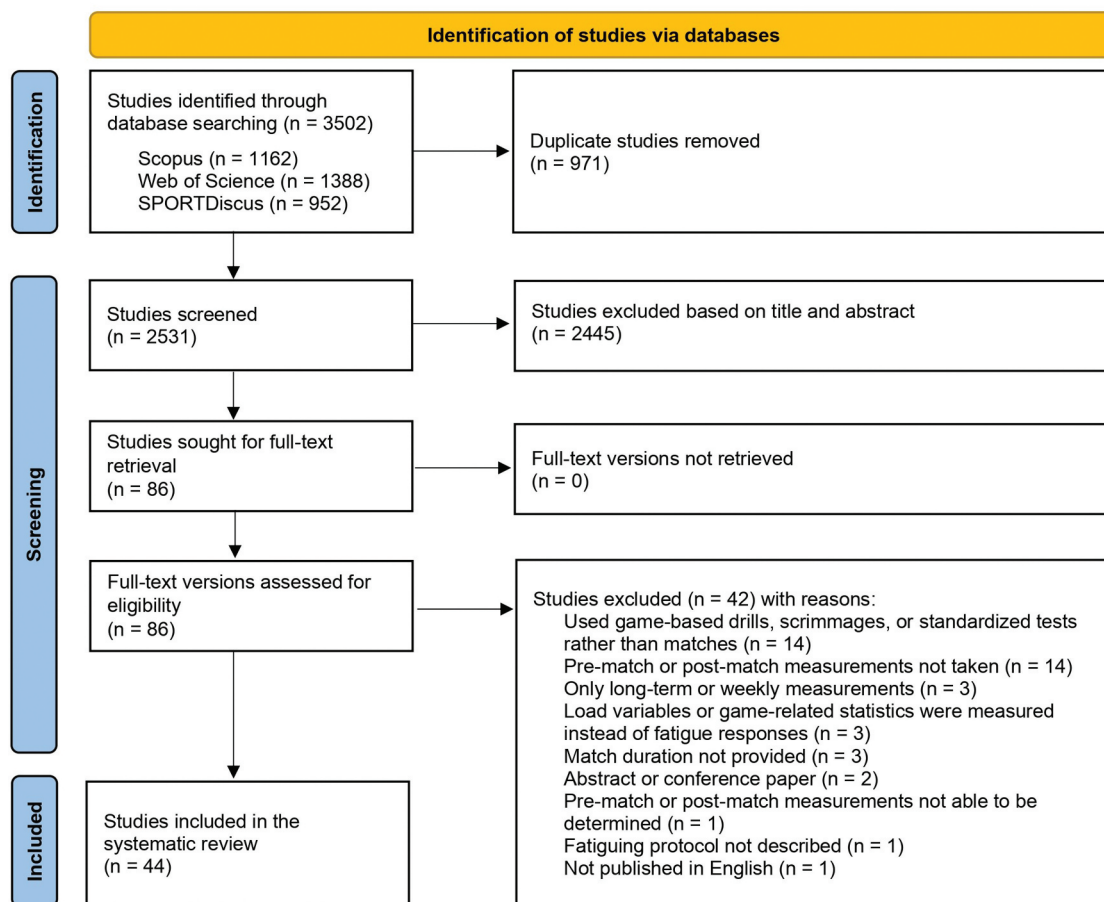 Identification of studies via databases
Identification
Studies identified through
database searching (n = 3502)
Scopus (n = 1162)
Web of Science (n = 1388)
SPORTDiscus (n = 952)
Duplicate studies removed
(n = 971)
Screening
Studies screened
(n = 2531)
Studies excluded based on title and abstract
(n = 2445)
Studies sought for full-text
retrieval
(n = 86)
Full-text versions not retrieved
(n = 0)
Full-text versions assessed for
eligibility
(n = 86)
Studies excluded (n = 42) with reasons:
Used game-based drills, scrimmages, or standardized tests
rather than matches (n = 14)
Pre-match or post-match measurements not taken (n = 14)
Only long-term or weekly measurements (n = 3)
Load variables or game-related statistics were measured
instead of fatigue responses (n = 3)
Match duration not provided (n = 3)
Abstract or conference paper (n = 2)
Pre-match or post-match measurements not able to be
determined (n = 1)
Fatiguing protocol not described (n = 1)
Not published in English (n = 1)
Included
Studies included in the
systematic review
(n = 44)